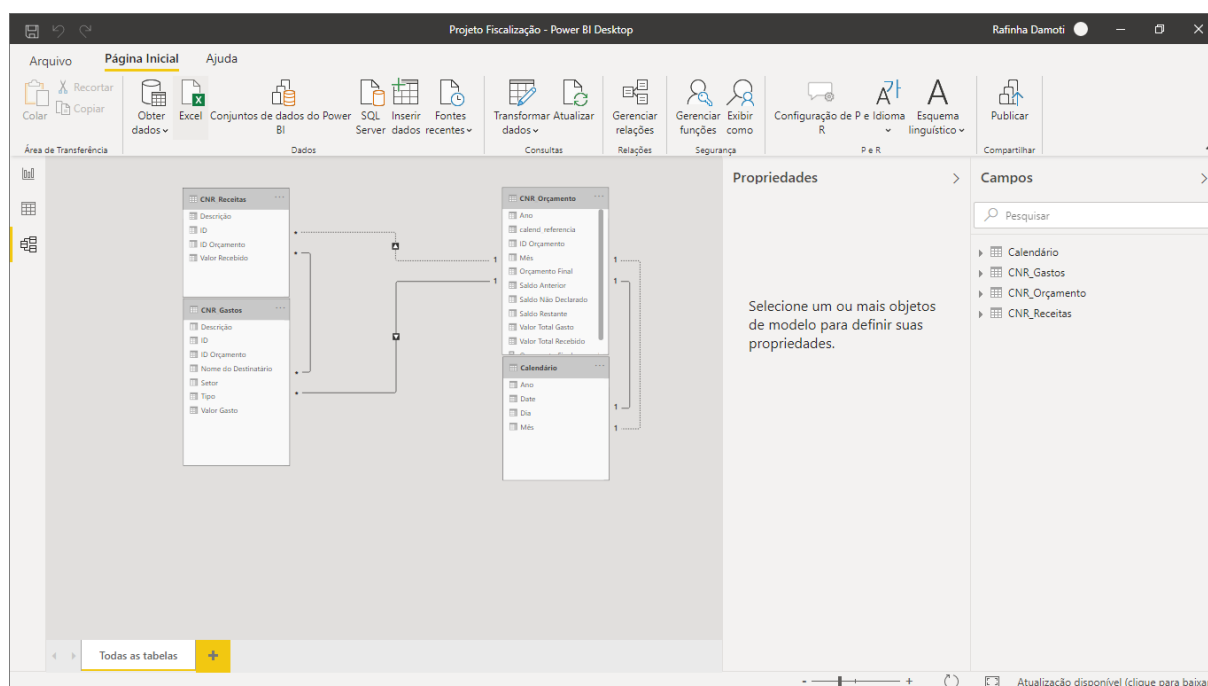 Projeto Fiscalização - Power BI Desktop
Rafinha Damoti
Arquivo
Página Inicial
Ajuda
Colar
Recortar
Copiar
Obter dados
Excel
Conjuntos de dados do Power BI
SQL Server
Inserir dados
Fontes recentes
Transformar dados
Atualizar
Gerenciar relações
Gerenciar funções
Exibir como
Configuração de P e R
Idioma
Esquema linguístico
Publicar
Área de Transferência
Dados
Consultas
Relações
Segurança
P e R
Compartilhar
CNR_Receitas
Descrição
ID
ID Orçamento
Valor Recebido
CNR_Gastos
Descrição
ID
ID Orçamento
Nome do Destinatário
Setor
Tipo
Valor Gasto
CNR_Orçamento
Ano
calend_referencia
ID Orçamento
Mês
Orçamento Final
Saldo Anterior
Saldo Não Declarado
Saldo Restante
Valor Total Gasto
Valor Total Recebido
Calendário
Ano
Date
Dia
Mês
1
1
1
1
1
1
Propriedades
Selecione um ou mais objetos
de modelo para definir suas
propriedades.
Campos
Pesquisar
Calendário
CNR_Gastos
CNR_Orçamento
CNR_Receitas
Todas as tabelas
Atualização disponível (clique para baixar